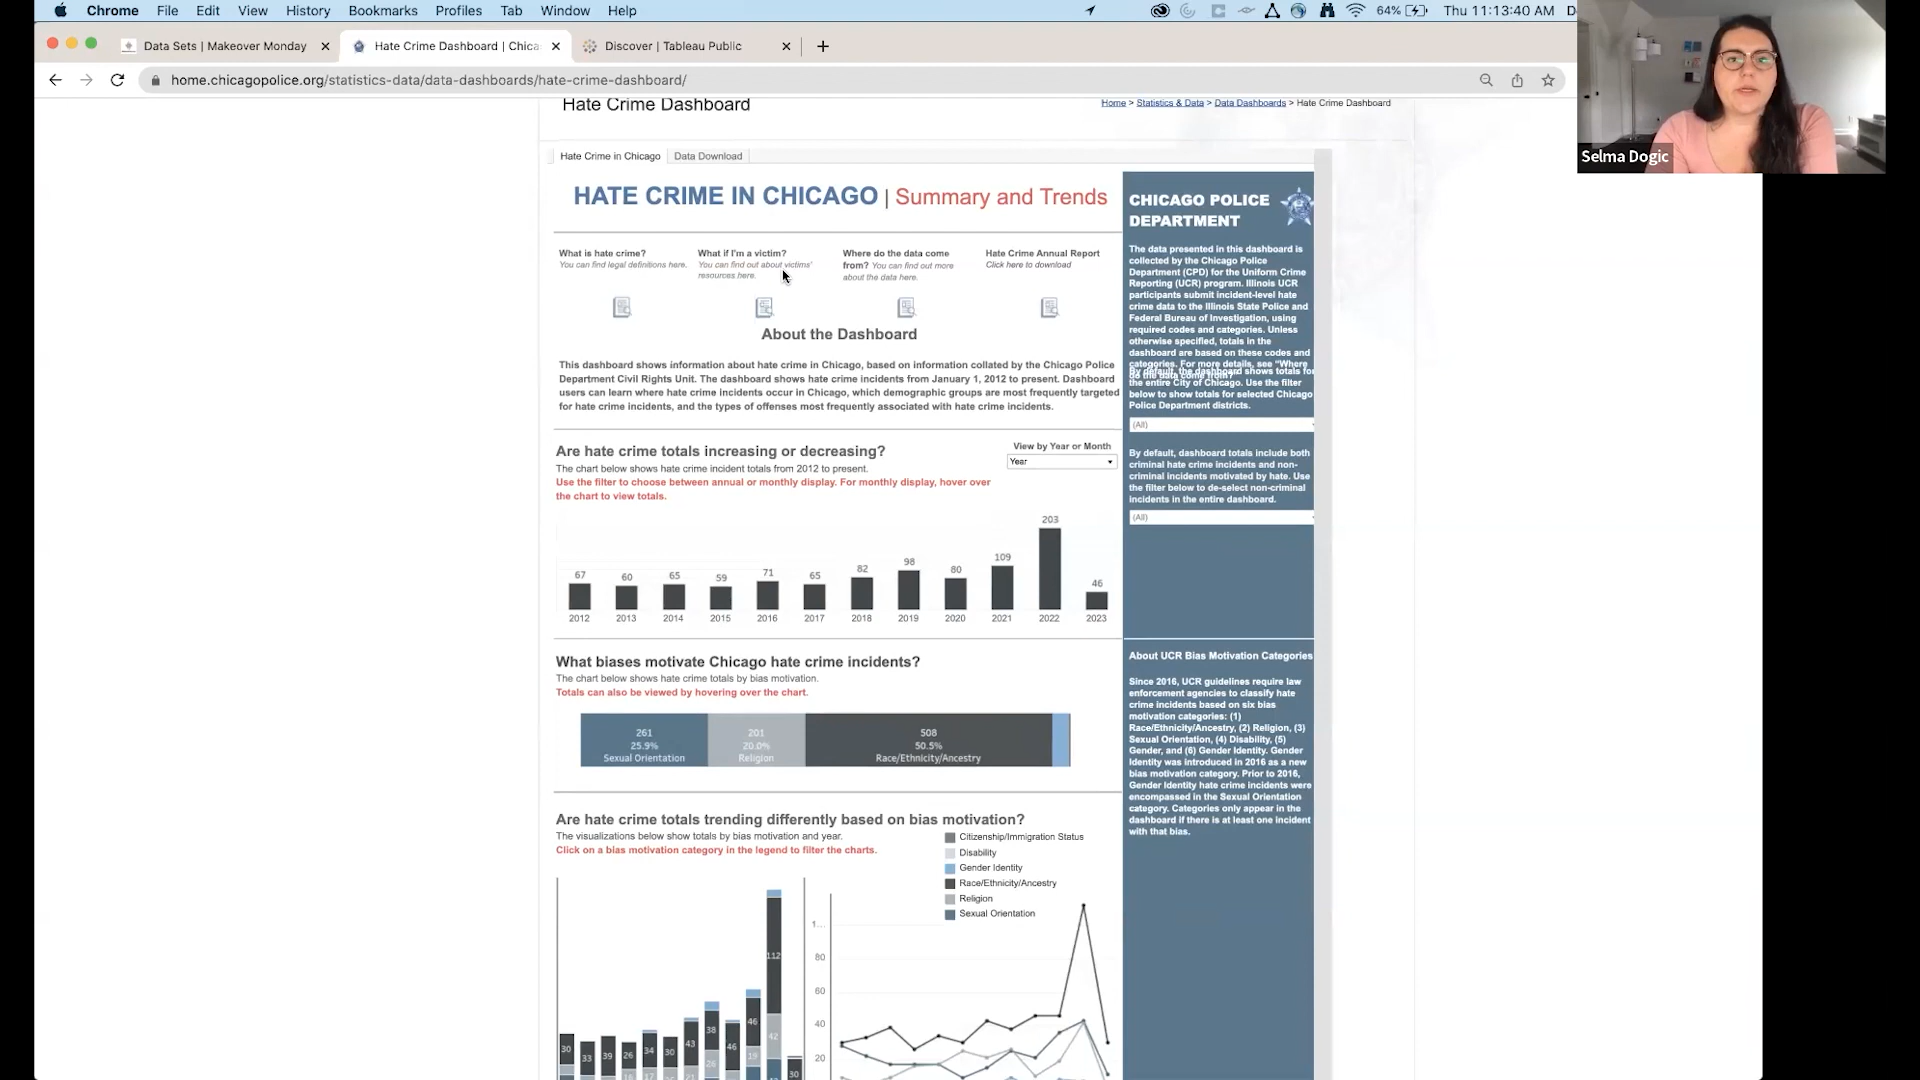 Chrome File Edit View History Bookmarks Profiles Tab Window Help 64% Thu 11:13:40 AM
Data Sets | Makeover Monday Hate Crime Dashboard | Chica Discover | Tableau Public
home.chicagopolice.org/statistics-data/data-dashboards/hate-crime-dashboard/
Selma Dogic
Hate Crime Dashboard
Home > Statistics & Data > Data Dashboards > Hate Crime Dashboard
Hate Crime in Chicago Data Download
HATE CRIME IN CHICAGO | Summary and Trends
What is hate crime?
You can find legal definitions here.
What if I'm a victim?
You can find out about victims'
resources here.
Where do the data come
from? You can find out more
about the data here.
Hate Crime Annual Report
Click here to download
About the Dashboard
This dashboard shows information about hate crime in Chicago, based on information collated by the Chicago Police
Department Civil Rights Unit. The dashboard shows hate crime incidents from January 1, 2012 to present. Dashboard
users can learn where hate crime incidents occur in Chicago, which demographic groups are most frequently targeted
for hate crime incidents, and the types of offenses most frequently associated with hate crime incidents.
Are hate crime totals increasing or decreasing?
The chart below shows hate crime incident totals from 2012 to present.
Use the filter to choose between annual or monthly display. For monthly display, hover over
the chart to view totals.
View by Year or Month
Year
67 60 65 59 71 65 82 98 80 109 203 46
2012 2013 2014 2015 2016 2017 2018 2019 2020 2021 2022 2023
What biases motivate Chicago hate crime incidents?
The chart below shows hate crime totals by bias motivation.
Totals can also be viewed by hovering over the chart.
261 201 508
25.9% 20.0% 50.5%
Sexual Orientation Religion Race/Ethnicity/Ancestry
Are hate crime totals trending differently based on bias motivation?
The visualizations below show totals by bias motivation and year.
Click on a bias motivation category in the legend to filter the charts.
Citizenship/Immigration Status
Disability
Gender Identity
Race/Ethnicity/Ancestry
Religion
Sexual Orientation
112
46 42
38 19
30 33 39 26 34 30 43 26 46 30
1...
80
60
40
20
CHICAGO POLICE
DEPARTMENT
The data presented in this dashboard is
collected by the Chicago Police
Department (CPD) for the Uniform Crime
Reporting (UCR) program. Illinois UCR
participants submit incident-level hate
crime data to the Illinois State Police and
Federal Bureau of Investigation, using
required codes and categories. Unless
otherwise specified, totals in the
dashboard are based on these codes and
categories. For more details, see "Where
do the data come from?"
By default, the dashboard shows totals for
the entire City of Chicago. Use the filter
below to show totals for selected Chicago
Police Department districts.
(All)
By default, dashboard totals include both
criminal hate crime incidents and non-
criminal incidents motivated by hate. Use
the filter below to de-select non-criminal
incidents in the entire dashboard.
(All)
About UCR Bias Motivation Categories
Since 2016, UCR guidelines require law
enforcement agencies to classify hate
crime incidents based on six bias
motivation categories: (1)
Race/Ethnicity/Ancestry, (2) Religion, (3)
Sexual Orientation, (4) Disability, (5)
Gender, and (6) Gender Identity. Gender
Identity was introduced in 2016 as a new
bias motivation category. Prior to 2016,
Gender Identity hate crime incidents were
encompassed in the Sexual Orientation
category. Categories only appear in the
dashboard if there is at least one incident
with that bias.